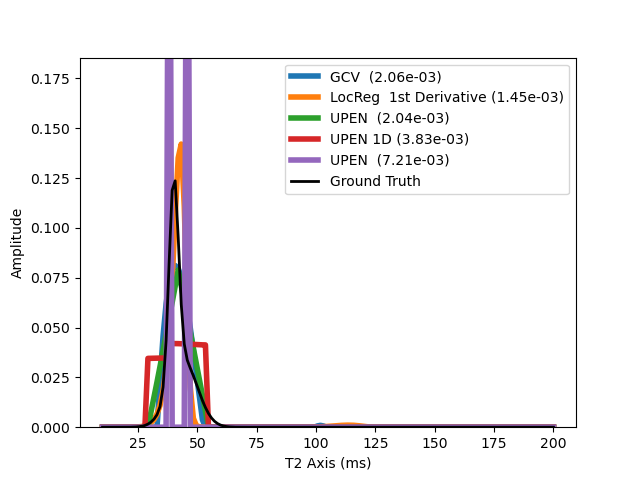 GCV (2.06e-03)
LocReg 1st Derivative (1.45e-03)
UPEN (2.04e-03)
UPEN 1D (3.83e-03)
UPEN (7.21e-03)
Ground Truth
Amplitude
0.175
0.150
0.125
0.100
0.075
0.050
0.025
0.000
25 50 75 100 125 150 175 200
T2 Axis (ms)